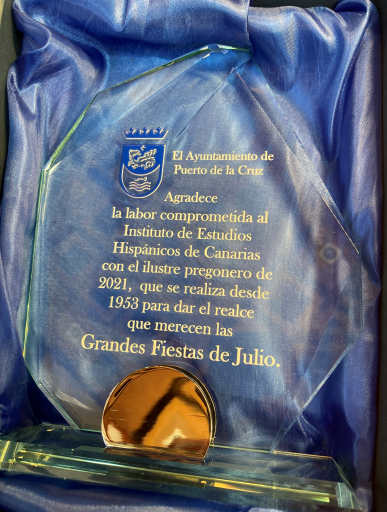 El Ayuntamiento de
Puerto de la Cruz
Agradece
la labor comprometida al
Instituto de Estudios
Hispánicos de Canarias
con el ilustre pregonero de
2021, que se realiza desde
1953 para dar el realce
que merecen las
Grandes Fiestas de Julio.